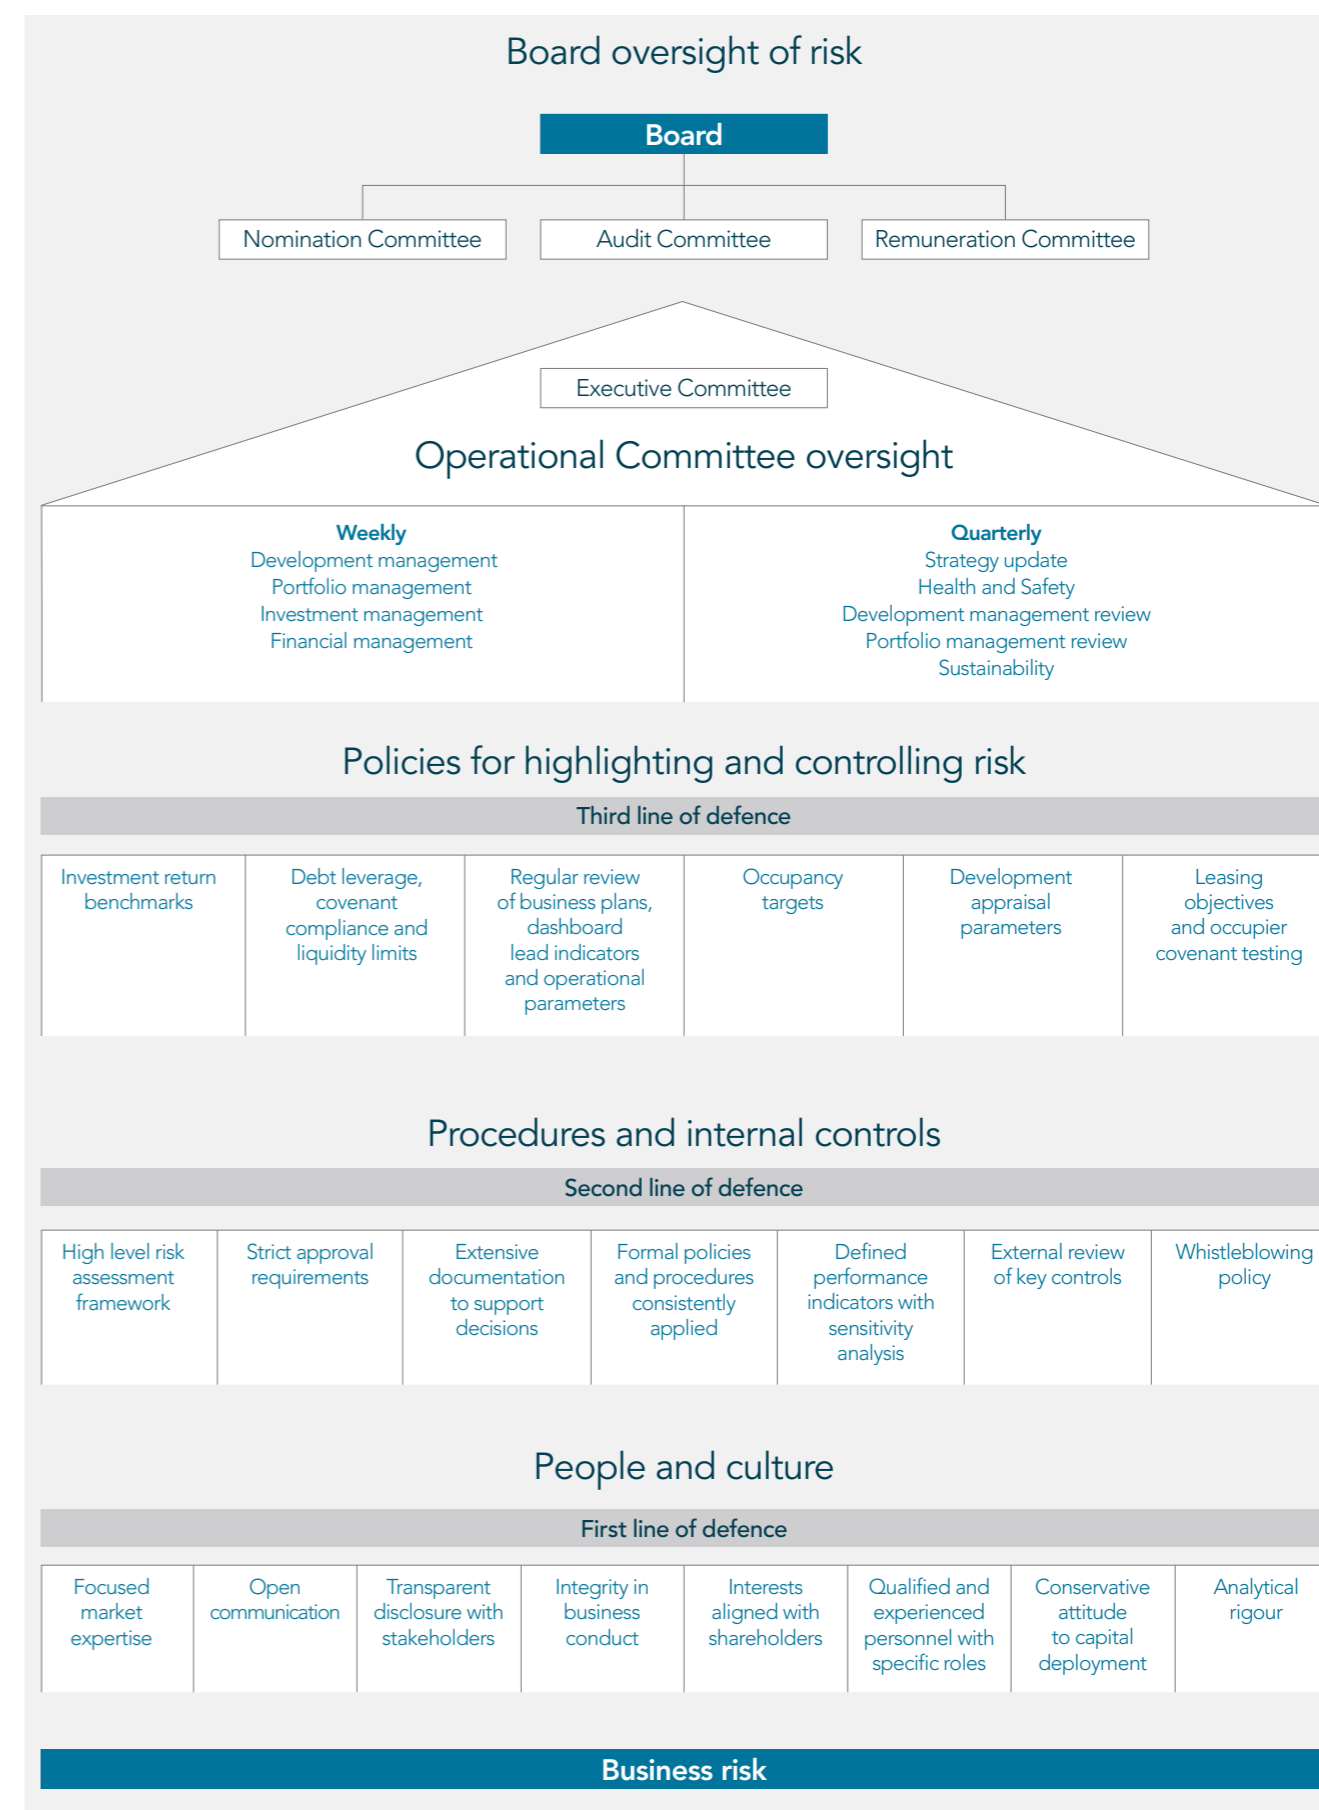 Board oversight of risk
Board
Nomination Committee
Audit Committee
Remuneration Committee
Executive Committee
Operational Committee oversight
Weekly
Development management
Portfolio management
Investment management
Financial management
Quarterly
Strategy update
Health and Safety
Development management review
Portfolio management review
Sustainability
Policies for highlighting and controlling risk
Third line of defence
Investment return
benchmarks
Debt leverage,
covenant
compliance and
liquidity limits
Regular review
of business plans,
dashboard
lead indicators
and operational
parameters
Occupancy
targets
Development
appraisal
parameters
Leasing
objectives
and occupier
covenant testing
Procedures and internal controls
Second line of defence
High level risk
assessment
framework
Strict approval
requirements
Extensive
documentation
to support
decisions
Formal policies
and procedures
consistently
applied
Defined
performance
indicators with
sensitivity
analysis
External review
of key controls
Whistleblowing
policy
People and culture
First line of defence
Focused
market
expertise
Open
communication
Transparent
disclosure with
stakeholders
Integrity in
business
conduct
Interests
aligned with
shareholders
Qualified and
experienced
personnel with
specific roles
Conservative
attitude
to capital
deployment
Analytical
rigour
Business risk